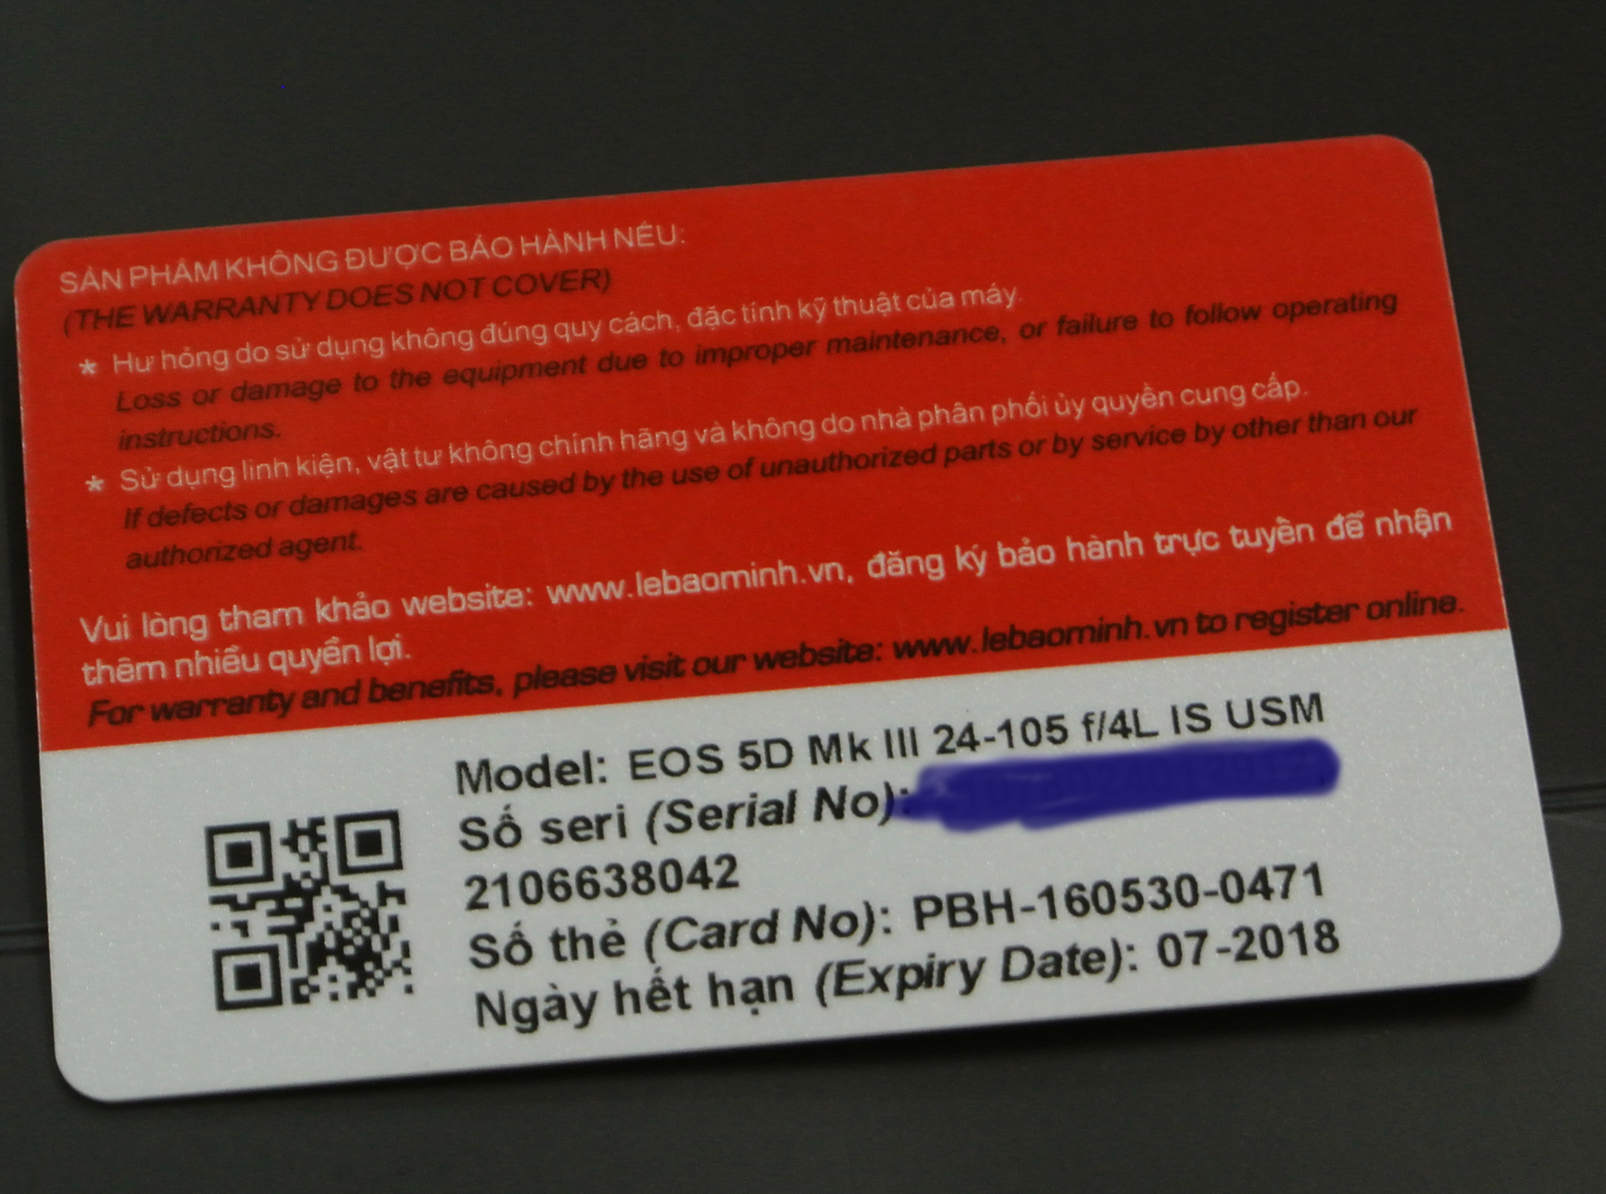 SẢN PHẨM KHÔNG ĐƯỢC BẢO HÀNH NẾU:
(THE WARRANTY DOES NOT COVER)
* Hư hỏng do sử dụng không đúng quy cách, đặc tính kỹ thuật của máy.
Loss or damage to the equipment due to improper maintenance, or failure to follow operating
instructions.
* Sử dụng linh kiện, vật tư không chính hãng và không do nhà phân phối ủy quyền cung cấp.
If defects or damages are caused by the use of unauthorized parts or by service by other than our
authorized agent.
Vui lòng tham khảo website: www.lebaominh.vn, đăng ký bảo hành trực tuyến để nhận
thêm nhiều quyền lợi.
For warranty and benefits, please visit our website: www.lebaominh.vn to register online.
Model: EOS 5D Mk III 24-105 f/4L IS USM
Số seri (Serial No):
2106638042
Số thẻ (Card No): PBH-160530-0471
Ngày hết hạn (Expiry Date): 07-2018